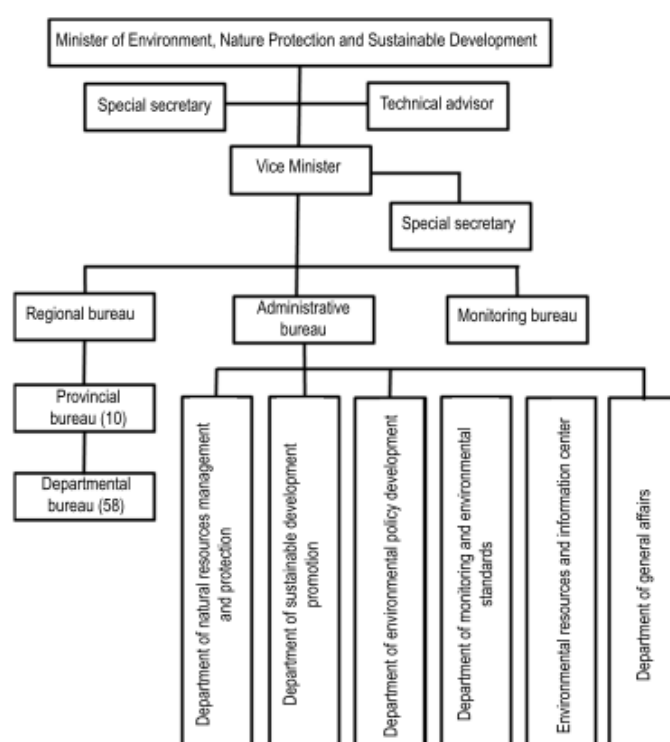 Minister of Environment, Nature Protection and Sustainable Development
Special secretary
Technical advisor
Vice Minister
Special secretary
Regional bureau
Administrative
bureau
Monitoring bureau
Provincial
bureau (10)
Departmental
bureau (58)
Department of natural resources management
and protection
Department of sustainable development
promotion
Department of environmental policy development
Department of monitoring and environmental
standards
Environmental resources and information center
Department of general affairs